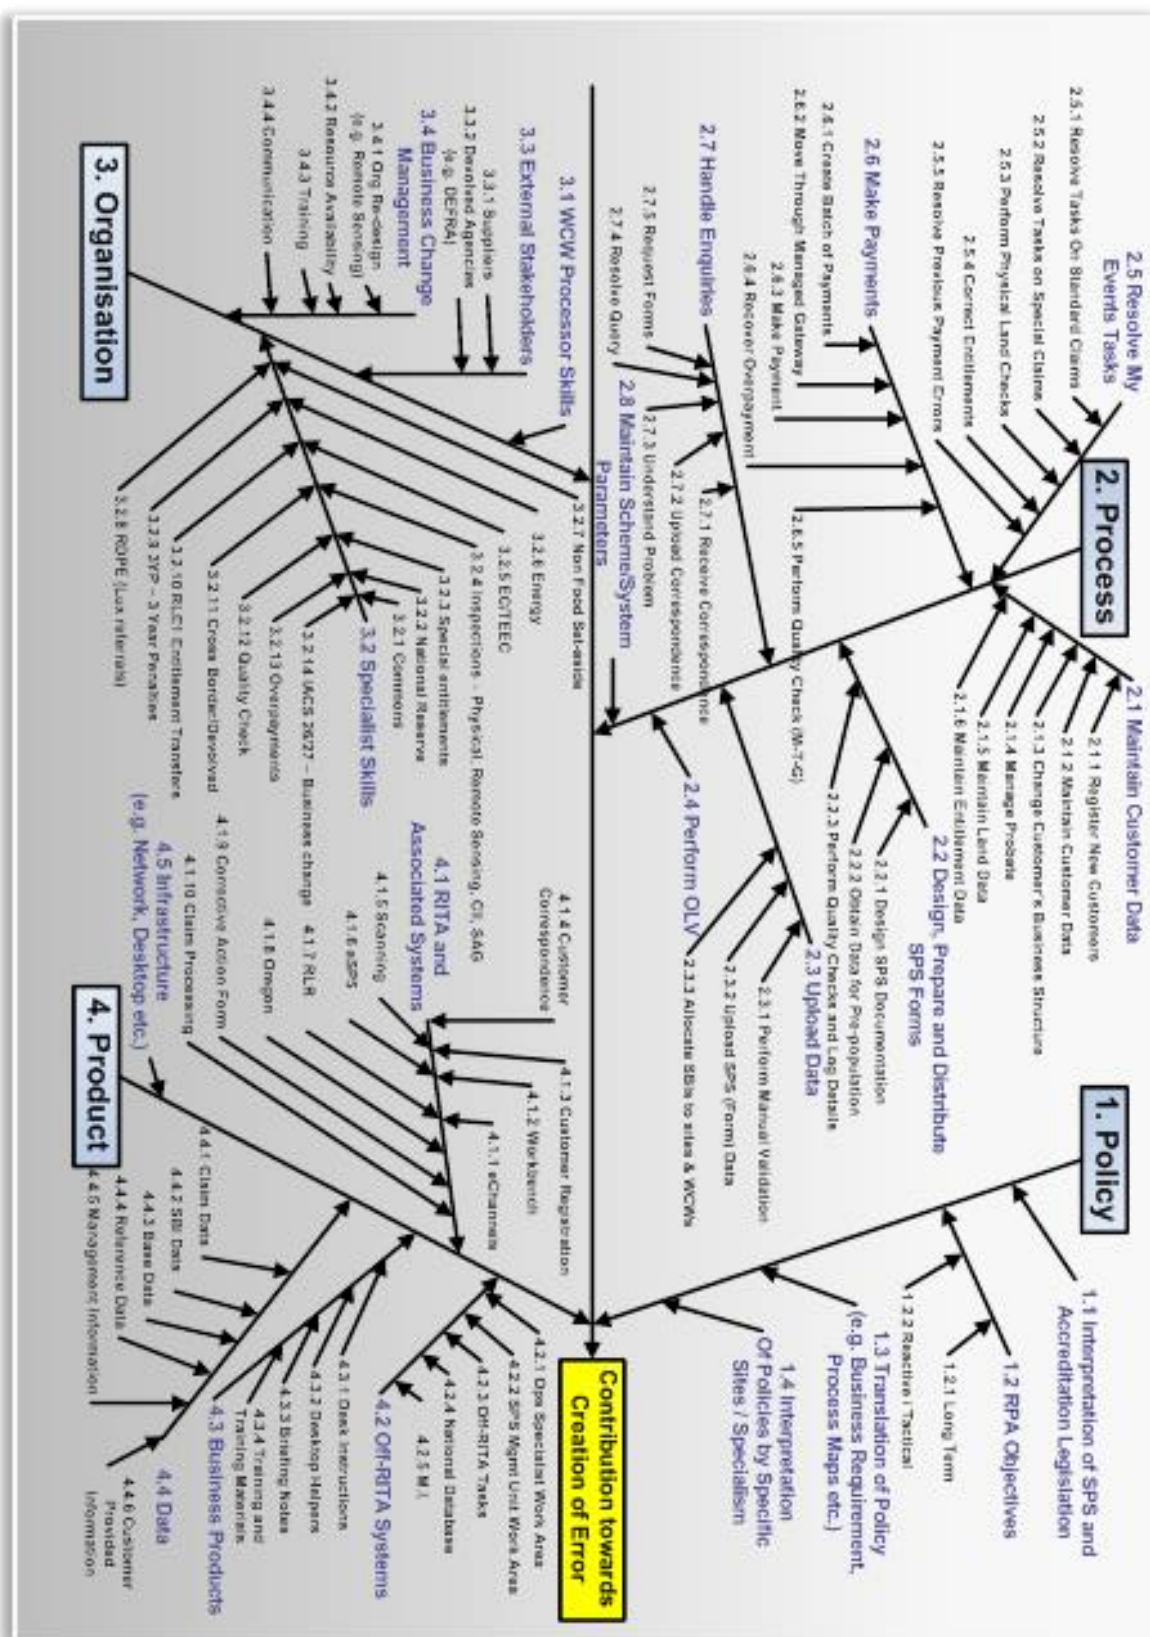 2.5 Resolve My
Events Tasks
2.5.1 Resolve Tasks On Standard Claims
2.5.2 Resolve Tasks on Special Claims
2.5.3 Perform Physical Land Checks
2.5.4 Correct Entitlements
2.5.5 Resolve Previous Payment Errors
2. Process
2.1 Maintain Customer Data
2.1.1 Register New Customers
2.1.2 Maintain Customer Data
2.1.3 Change Customer's Business Structure
2.1.4 Manage Probate
2.1.5 Maintain Land Data
2.1.6 Maintain Entitlement Data
2.6 Make Payments
2.6.1 Create Batch of Payments
2.6.2 Move Through Managed Gateway
2.6.3 Make Payment
2.6.4 Recover Overpayment
2.6.5 Perform Quality Check (M-T-G)
2.2 Design, Prepare and Distribute
SPS Forms
2.2.1 Design SPS Documentation
2.2.2 Obtain Data for Pre-population
2.2.3 Perform Quality Checks and Log Details
2.7 Handle Enquiries
2.7.5 Request Forms
2.7.4 Resolve Query
2.7.3 Understand Problem
2.7.2 Upload Correspondence
2.7.1 Receive Correspondence
2.3 Upload Data
2.3.1 Perform Manual Validation
2.3.2 Upload SPS (Form) Data
2.3.3 Allocate SBIs to sites & WCWs
2.4 Perform OLV
2.8 Maintain Scheme/System
Parameters
1. Policy
1.1 Interpretation of SPS and
Accreditation Legislation
1.2 RPA Objectives
1.2.1 Long Term
1.2.2 Reactive / Tactical
1.3 Translation of Policy
(e.g. Business Requirement,
Process Maps etc.)
1.4 Interpretation
Of Policies by Specific
Sites / Specialism
Contribution towards
Creation of Error
3.1 WCW Processor Skills
3.3 External Stakeholders
3.3.1 Suppliers
3.3.2 Devolved Agencies
(e.g. DEFRA)
3.4 Business Change
Management
3.4.1 Org Re-design
(e.g. Remote Sensing)
3.4.2 Resource Availability
3.4.3 Training
3.4.4 Communication
3. Organisation
3.2.7 Non Food Set-aside
3.2.6 Energy
3.2.5 EC/TEEC
3.2.4 Inspections - Physical, Remote Sensing, CII, SAG
3.2.3 Special entitlements
3.2.2 National Reserve
3.2.1 Commons
3.2 Specialist Skills
3.2.14 IACS 26/27 – Business change
3.2.13 Overpayments
3.2.12 Quality Check
3.2.11 Cross Border/Devolved
3.2.10 RLC1 Entitlement Transfers
3.2.9 3YP – 3 Year Penalties
3.2.8 ROPE (Lux referrals)
4.1 RITA and
Associated Systems
4.1.4 Customer
Correspondence
4.1.3 Customer Registration
4.1.2 Workbench
4.1.1 eChannels
4.1.5 Scanning
4.1.6 eSPS
4.1.7 RLR
4.1.8 Oregon
4.1.9 Corrective Action Form
4.1.10 Claim Processing
4.5 Infrastructure
(e.g. Network, Desktop etc.)
4. Product
4.2.1 Dps Specialist Work Area
4.2.2 SPS Mgmt Unit Work Area
4.2.3 Off-RITA Tasks
4.2.4 National Database
4.2.5 M.I.
4.2 Off-RITA Systems
4.3.1 Desk Instructions
4.3.2 Desktop Helpers
4.3.3 Briefing Notes
4.3.4 Training and
Training Materials
4.3 Business Products
4.4.1 Claim Data
4.4.2 SBI Data
4.4.3 Base Data
4.4.4 Reference Data
4.4.5 Management Information
4.4 Data
4.4.6 Customer
Provided
Information